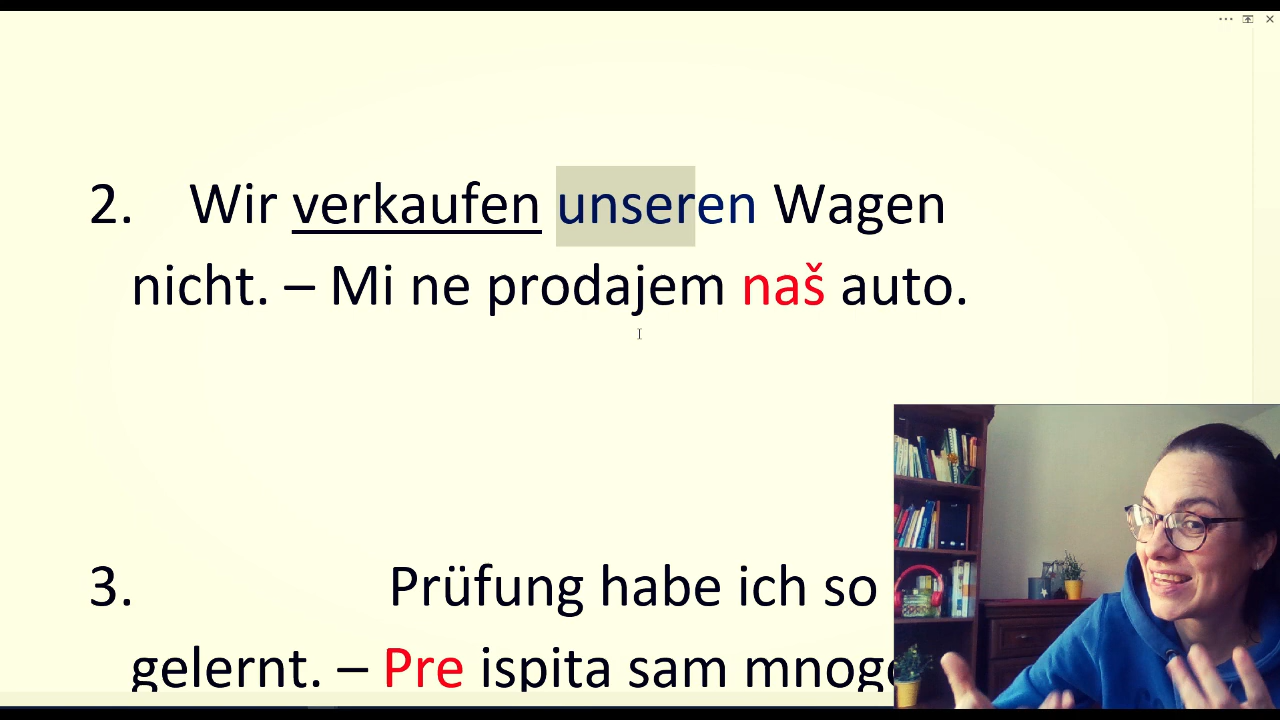 2. Wir verkaufen unseren Wagen
nicht. – Mi ne prodajem naš auto.
3. Prüfung habe ich so
gelernt. – Pre ispita sam